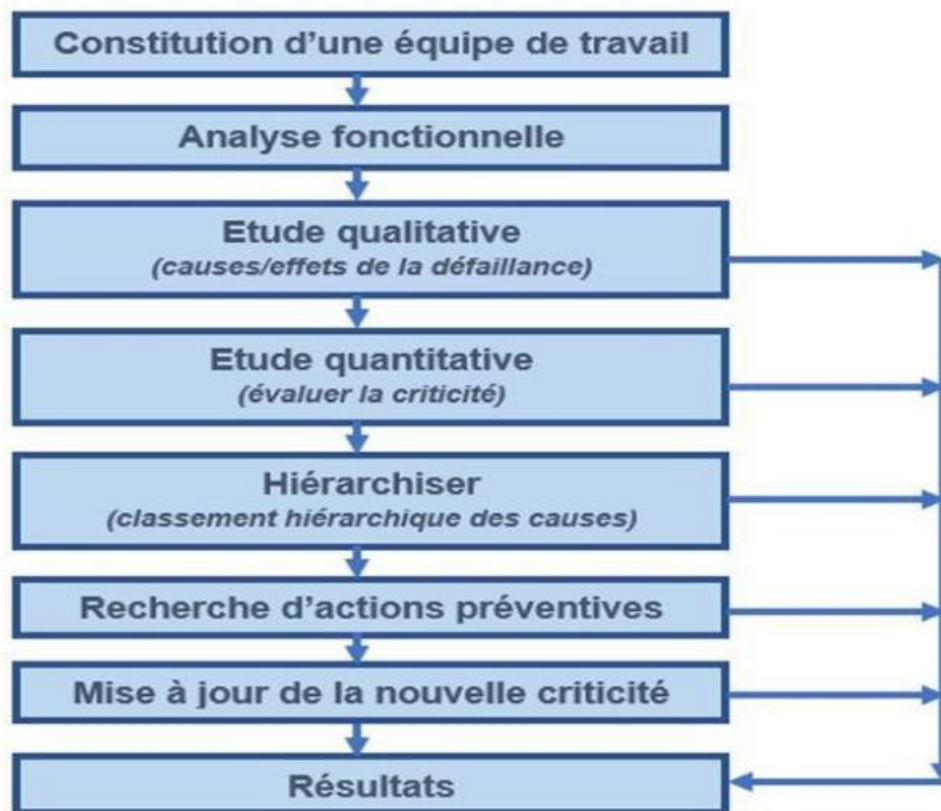 Constitution d'une équipe de travail
Analyse fonctionnelle
Etude qualitative
(causes/effets de la défaillance)
Etude quantitative
(évaluer la criticité)
Hiérarchiser
(classement hiérarchique des causes)
Recherche d'actions préventives
Mise à jour de la nouvelle criticité
Résultats